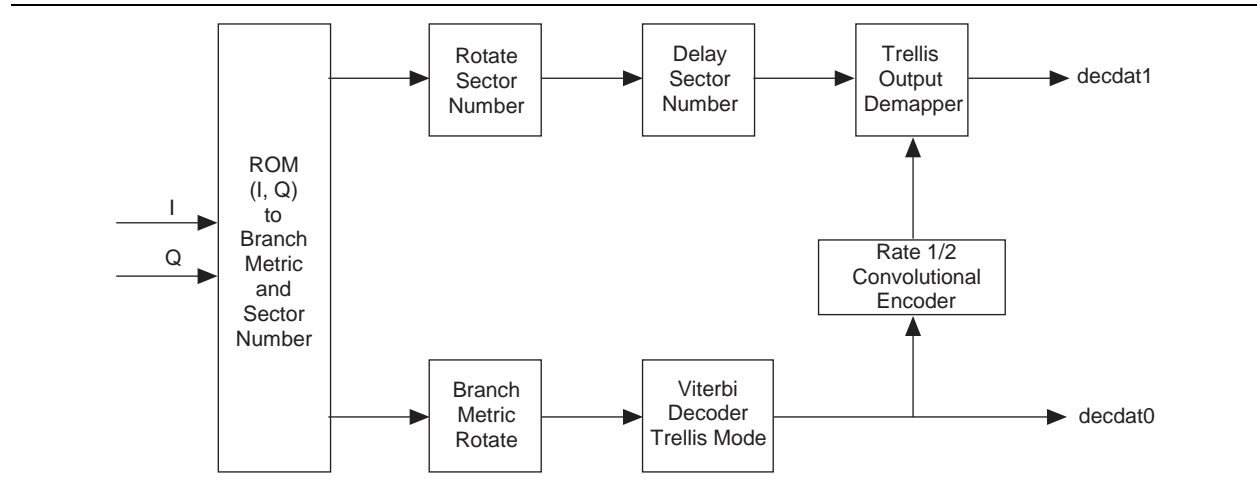 I
Q
ROM
(I, Q)
to
Branch
Metric
and
Sector
Number
Rotate
Sector
Number
Delay
Sector
Number
Trellis
Output
Demapper
decdat1
Rate 1/2
Convolutional
Encoder
Branch
Metric
Rotate
Viterbi
Decoder
Trellis Mode
decdat0